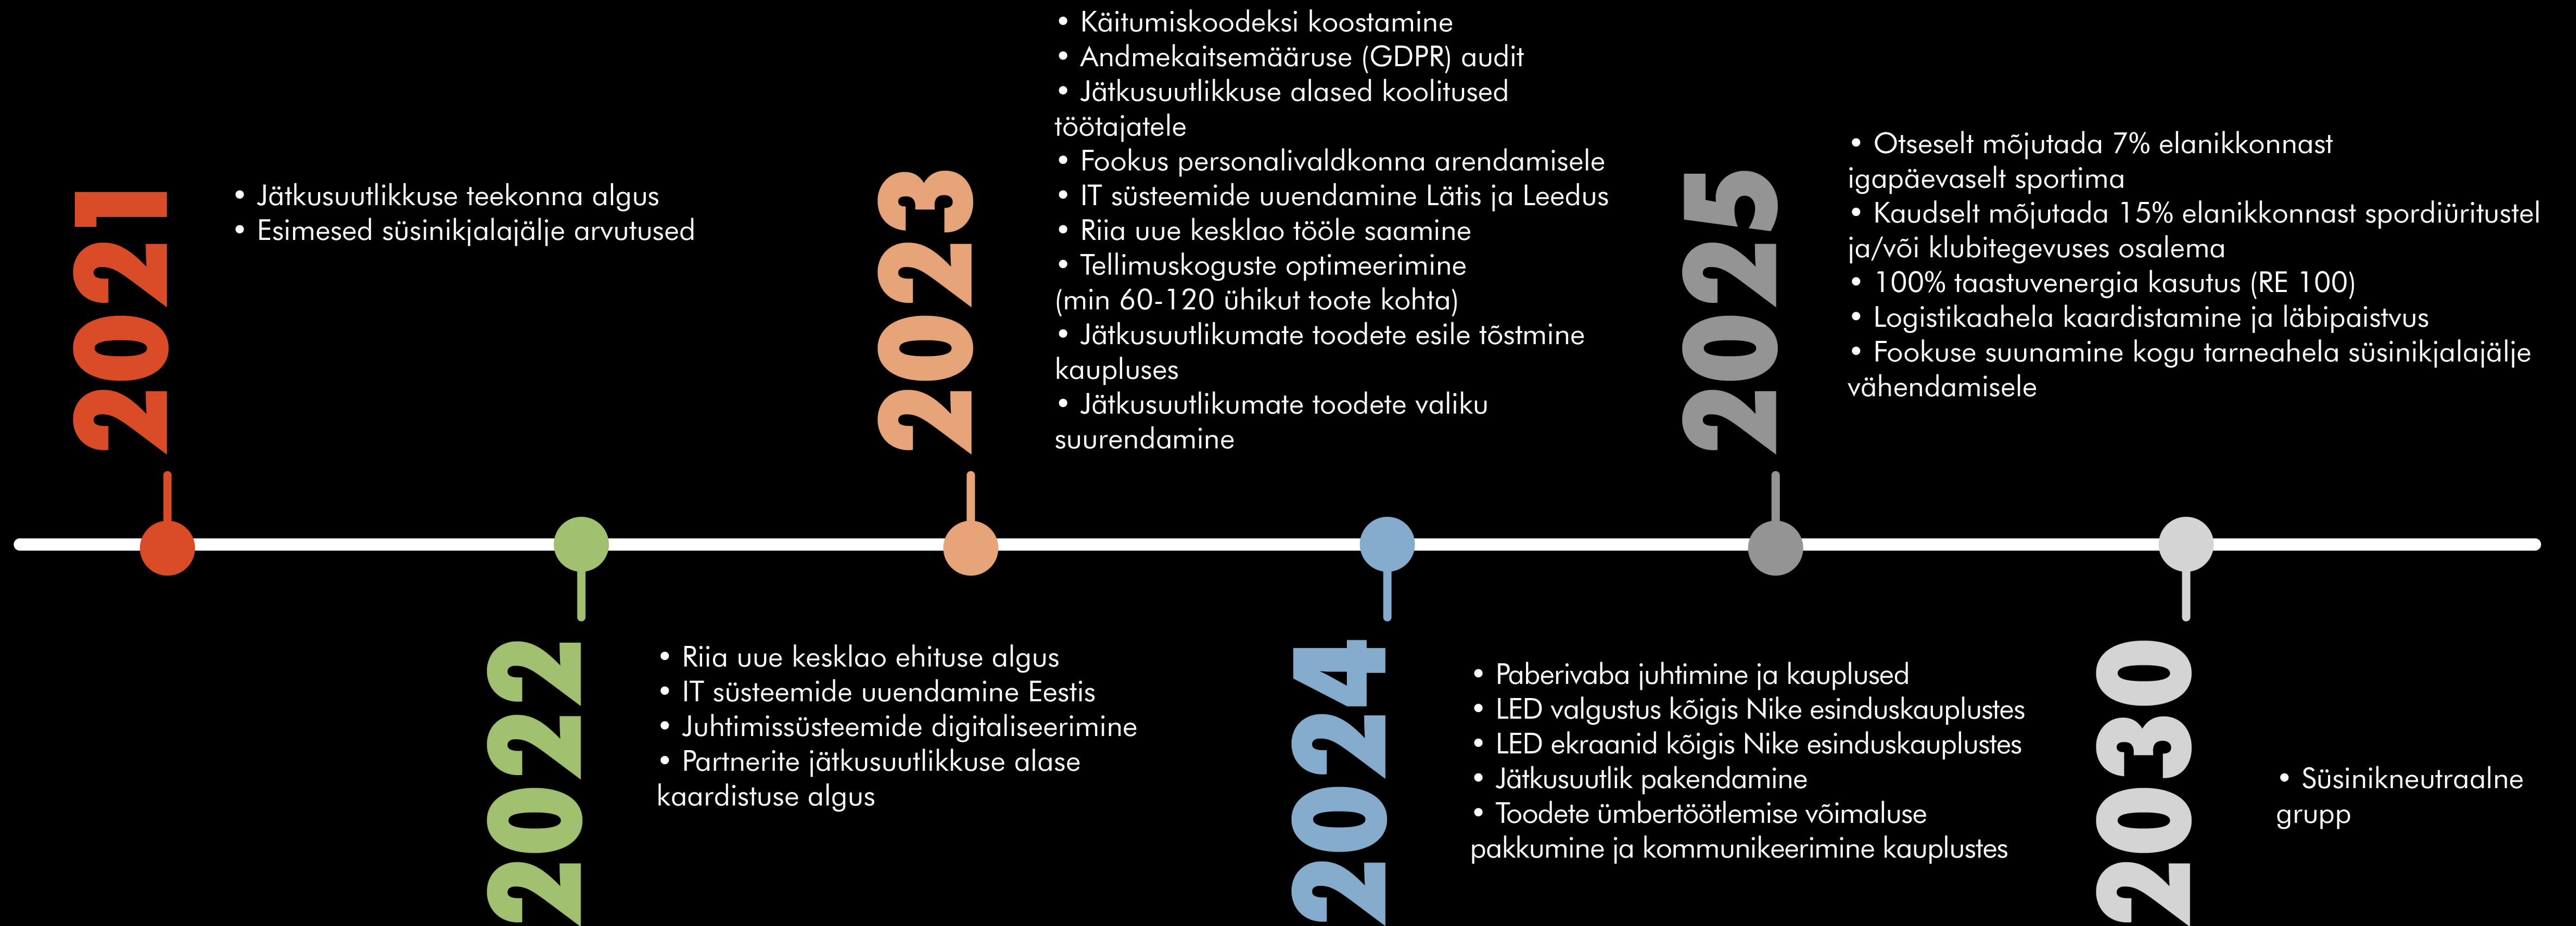 2021
• Jätkusuutlikkuse teekonna algus
• Esimesed süsinikjalajälje arvutused
2022
• Riia uue kesklao ehituse algus
• IT süsteemide uuendamine Eestis
• Juhtimissüsteemide digitaliseerimine
• Partnerite jätkusuutlikkuse alase
kaardistuse algus
2023
• Käitumiskoodeksi koostamine
• Andmekaitsemääruse (GDPR) audit
• Jätkusuutlikkuse alased koolitused
töötajatele
• Fookus personalivaldkonna arendamisele
• IT süsteemide uuendamine Lätis ja Leedus
• Riia uue kesklao tööle saamine
• Tellimuskoguste optimeerimine
(min 60-120 ühikut toote kohta)
• Jätkusuutlikumate toodete esile tõstmine
kaupluses
• Jätkusuutlikumate toodete valiku
suurendamine
2024
• Paberivaba juhtimine ja kauplused
• LED valgustus kõigis Nike esinduskauplustes
• LED ekraanid kõigis Nike esinduskauplustes
• Jätkusuutlik pakendamine
• Toodete ümbertöötlemise võimaluse
pakkumine ja kommunikeerimine kauplustes
2025
• Otseselt mõjutada 7% elanikkonnast
igapäevaselt sportima
• Kaudselt mõjutada 15% elanikkonnast spordiüritustel
ja/või klubitegevuses osalema
• 100% taastuvenergia kasutus (RE 100)
• Logistikaahela kaardistamine ja läbipaistvus
• Fookuse suunamine kogu tarneahela süsinikjalajälje
vähendamisele
2030
• Süsinikneutraalne
grupp